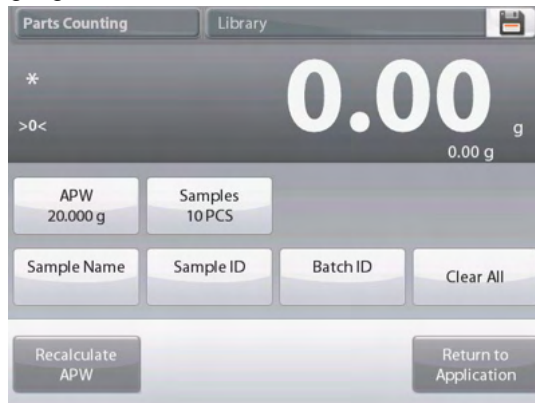 Parts Counting
Library
*
>0<
0.00 g
0.00 g
APW
20.000 g
Samples
10 PCS
Sample Name
Sample ID
Batch ID
Clear All
Recalculate
APW
Return to
Application